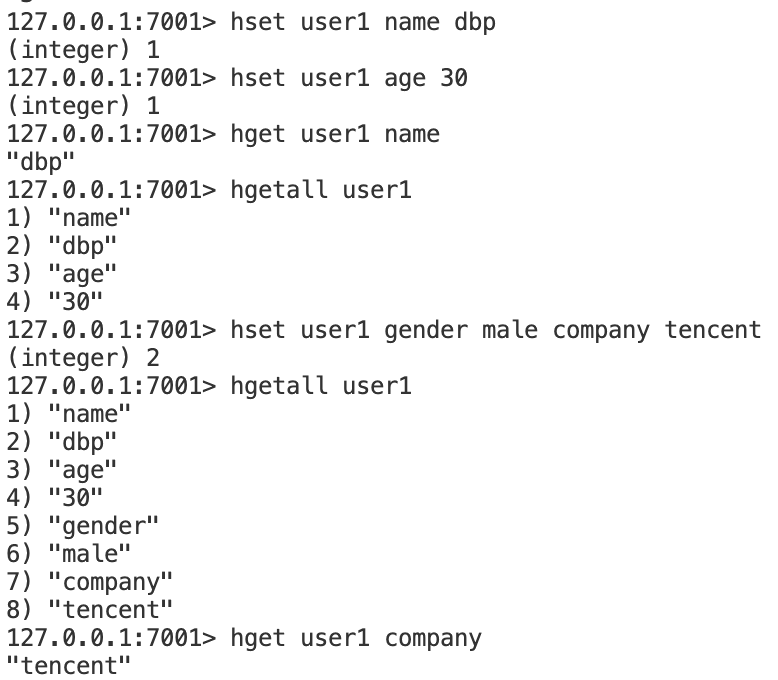 127.0.0.1:7001> hset user1 name dbp
(integer) 1
127.0.0.1:7001> hset user1 age 30
(integer) 1
127.0.0.1:7001> hget user1 name
"dbp"
127.0.0.1:7001> hgetall user1
1) "name"
2) "dbp"
3) "age"
4) "30"
127.0.0.1:7001> hset user1 gender male company tencent
(integer) 2
127.0.0.1:7001> hgetall user1
1) "name"
2) "dbp"
3) "age"
4) "30"
5) "gender"
6) "male"
7) "company"
8) "tencent"
127.0.0.1:7001> hget user1 company
"tencent"